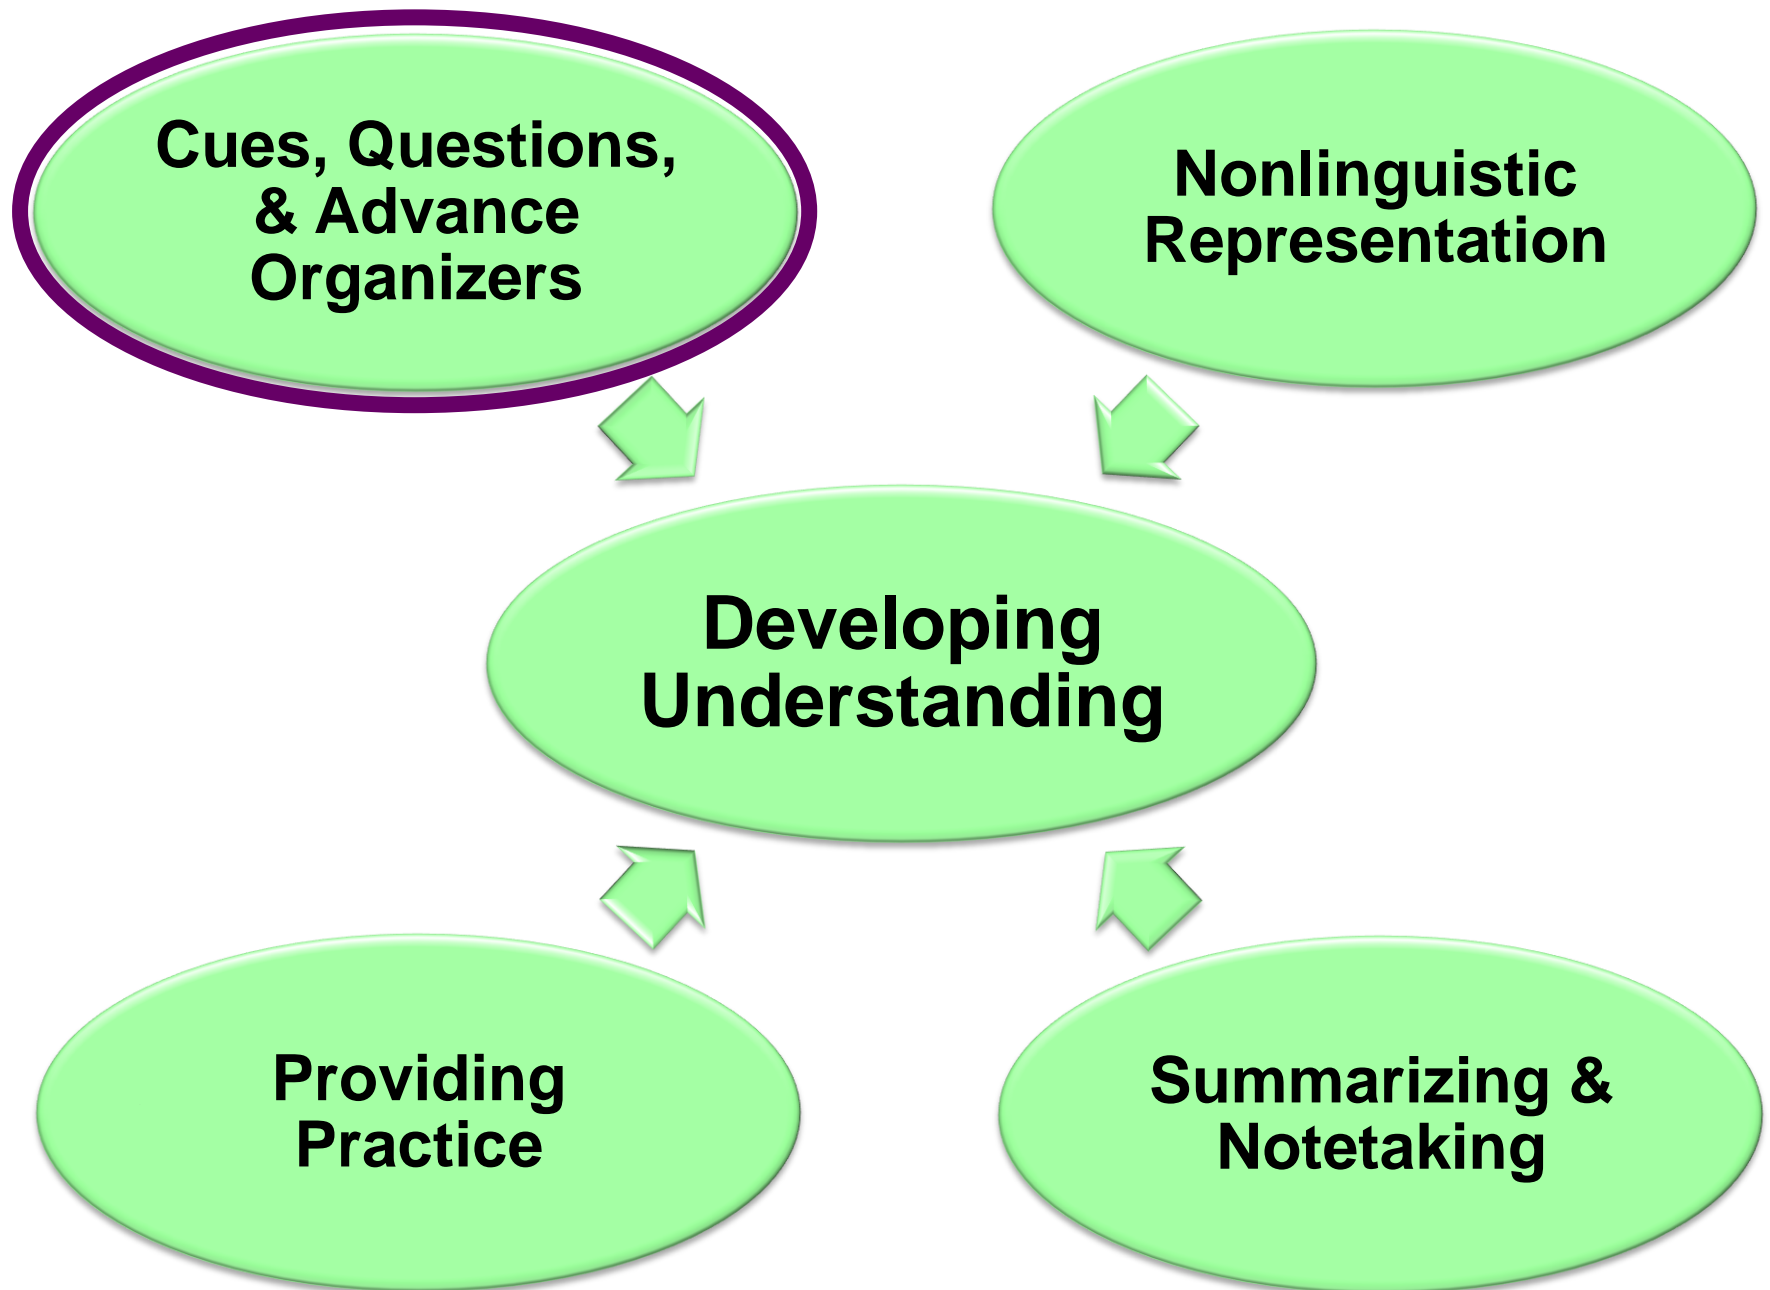 Cues, Questions,
& Advance
Organizers
Nonlinguistic
Representation
Developing
Understanding
Providing
Practice
Summarizing &
Notetaking